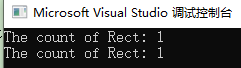 Microsoft Visual Studio 调试控制台
The count of Rect: 1
The count of Rect: 1